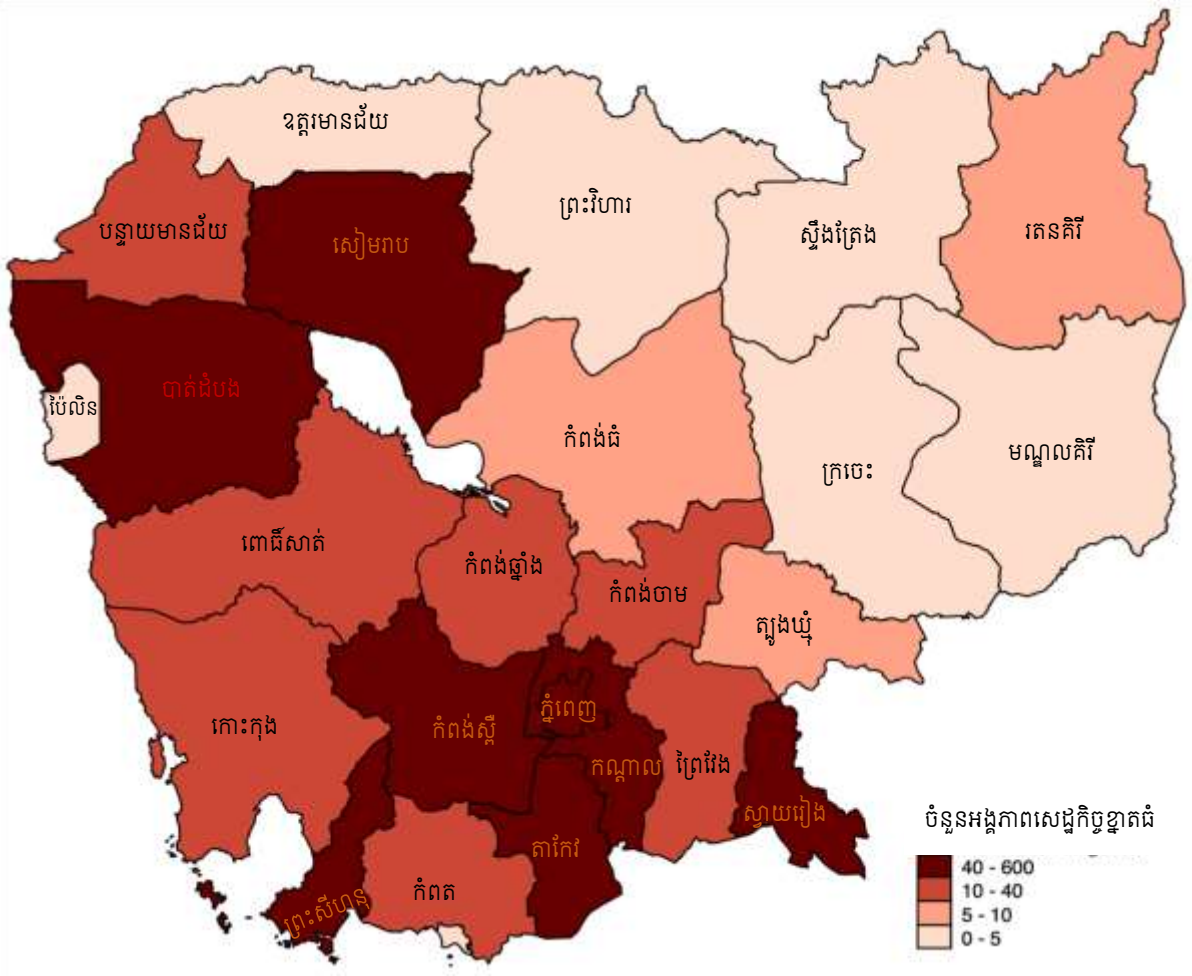 ឧត្តរមានជ័យ
ព្រះវិហារ
បន្ទាយមានជ័យ
សៀមរាប
ស្ទឹងត្រែង
រតនគិរី
បាត់ដំបង
ប៉ៃលិន
កំពង់ធំ
ក្រចេះ
មណ្ឌលគិរី
ពោធិ៍សាត់
កំពង់ឆ្នាំង
កំពង់ចាម
ត្បូងឃ្មុំ
កោះកុង
កំពង់ស្ពឺ
ភ្នំពេញ
កណ្តាល
ព្រៃវែង
ស្វាយរៀង
តាកែវ
កំពត
ព្រះសីហនុ
ចំនួនអង្គភាពសេដ្ឋកិច្ចខ្នាតធំ
40 - 600
10 - 40
5 - 10
0 - 5